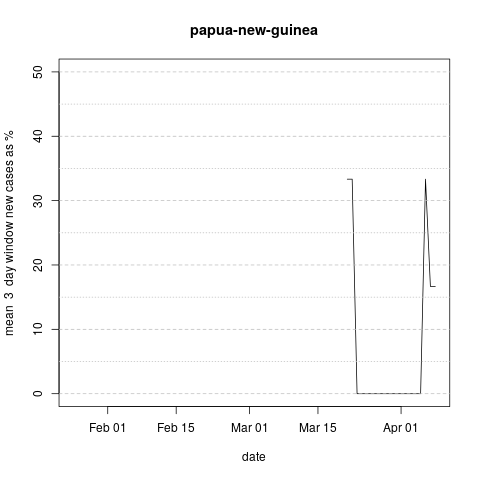 papua-new-guinea
mean  3  day window new cases as %
50
40
30
20
10
0
Feb 01
Feb 15
Mar 01
Mar 15
Apr 01
date